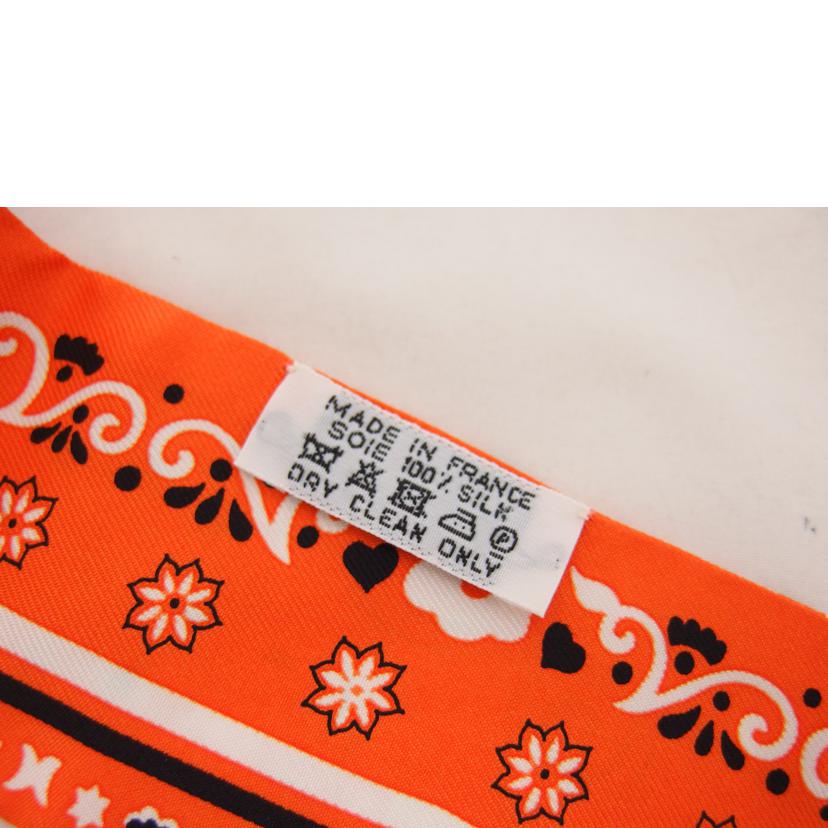 MADE IN FRANCE
SOIE 100% SILK
P
DRY CLEAN ONLY